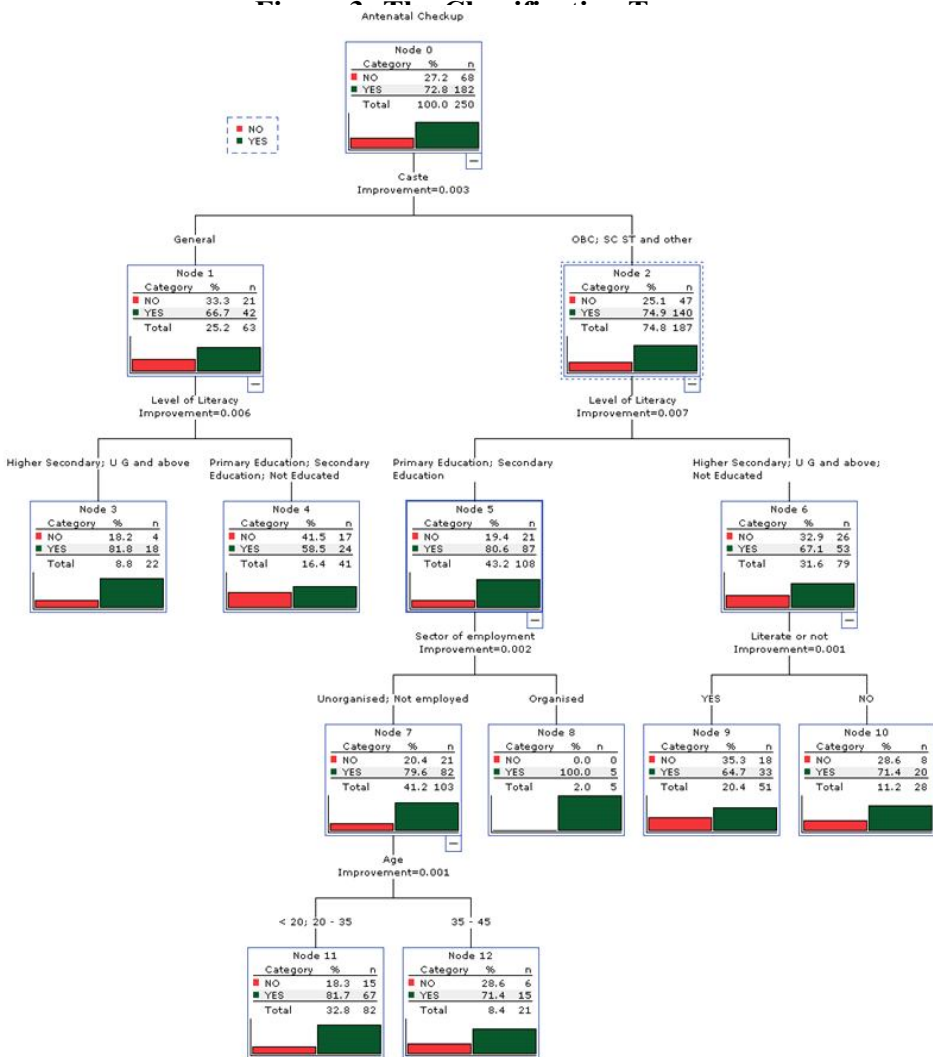 Figure 3: The Classification Tree
Antenatal Checkup
Node 0
Category % n
NO 27.2 68
YES 72.8 182
Total 100.0 250
NO
YES
Caste
Improvement=0.003
General
OBC; SC ST and other
Node 1
Category % n
NO 33.3 21
YES 66.7 42
Total 25.2 63
Node 2
Category % n
NO 25.1 47
YES 74.9 140
Total 74.8 187
Level of Literacy
Improvement=0.006
Level of Literacy
Improvement=0.007
Higher Secondary; U G and above
Primary Education; Secondary
Education; Not Educated
Primary Education; Secondary
Education
Higher Secondary; U G and above;
Not Educated
Node 3
Category % n
NO 18.2 4
YES 81.8 18
Total 8.8 22
Node 4
Category % n
NO 41.5 17
YES 58.5 24
Total 16.4 41
Node 5
Category % n
NO 19.4 21
YES 80.6 87
Total 43.2 108
Node 6
Category % n
NO 32.9 26
YES 67.1 53
Total 31.6 79
Sector of employment
Improvement=0.002
Literate or not
Improvement=0.001
Unorganised; Not employed
Organised
YES
NO
Node 7
Category % n
NO 20.4 21
YES 79.6 82
Total 41.2 103
Node 8
Category % n
NO 0.0 0
YES 100.0 5
Total 2.0 5
Node 9
Category % n
NO 35.3 18
YES 64.7 33
Total 20.4 51
Node 10
Category % n
NO 28.6 8
YES 71.4 20
Total 11.2 28
Age
Improvement=0.001
< 20; 20 - 35
35 - 45
Node 11
Category % n
NO 18.3 15
YES 81.7 67
Total 32.8 82
Node 12
Category % n
NO 28.6 6
YES 71.4 15
Total 8.4 21